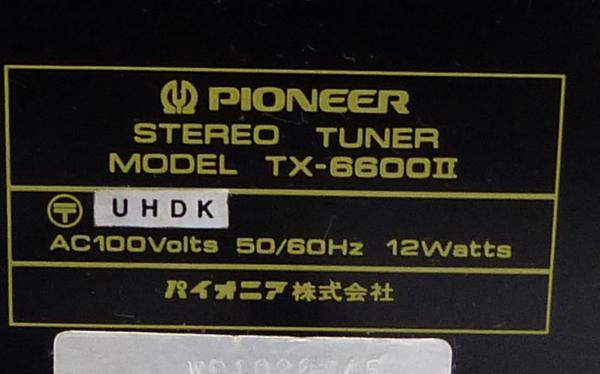 PIONEER
STEREO TUNER
MODEL TX-6600II
〒 UHDK
AC100Volts 50/60Hz 12Watts
パイオニア株式会社